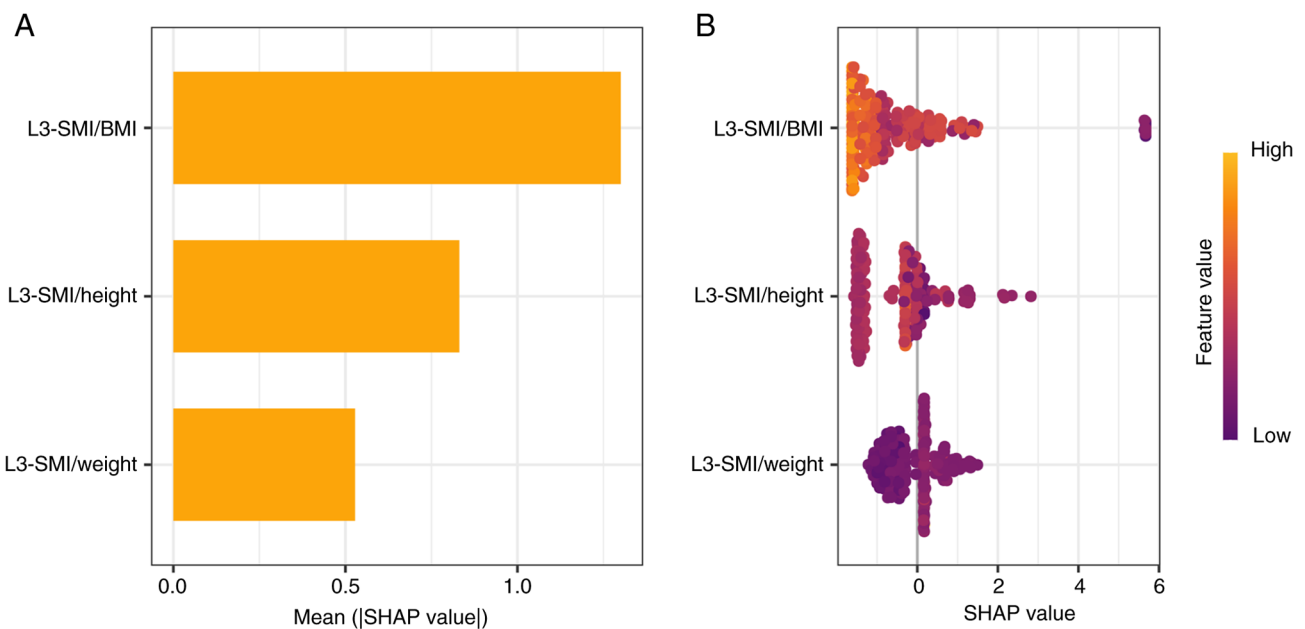 A
L3-SMI/BMI
L3-SMI/height
L3-SMI/weight
0.0 0.5 1.0
Mean (|SHAP value|)
B
L3-SMI/BMI
L3-SMI/height
L3-SMI/weight
0 2 4 6
SHAP value
High
Feature value
Low